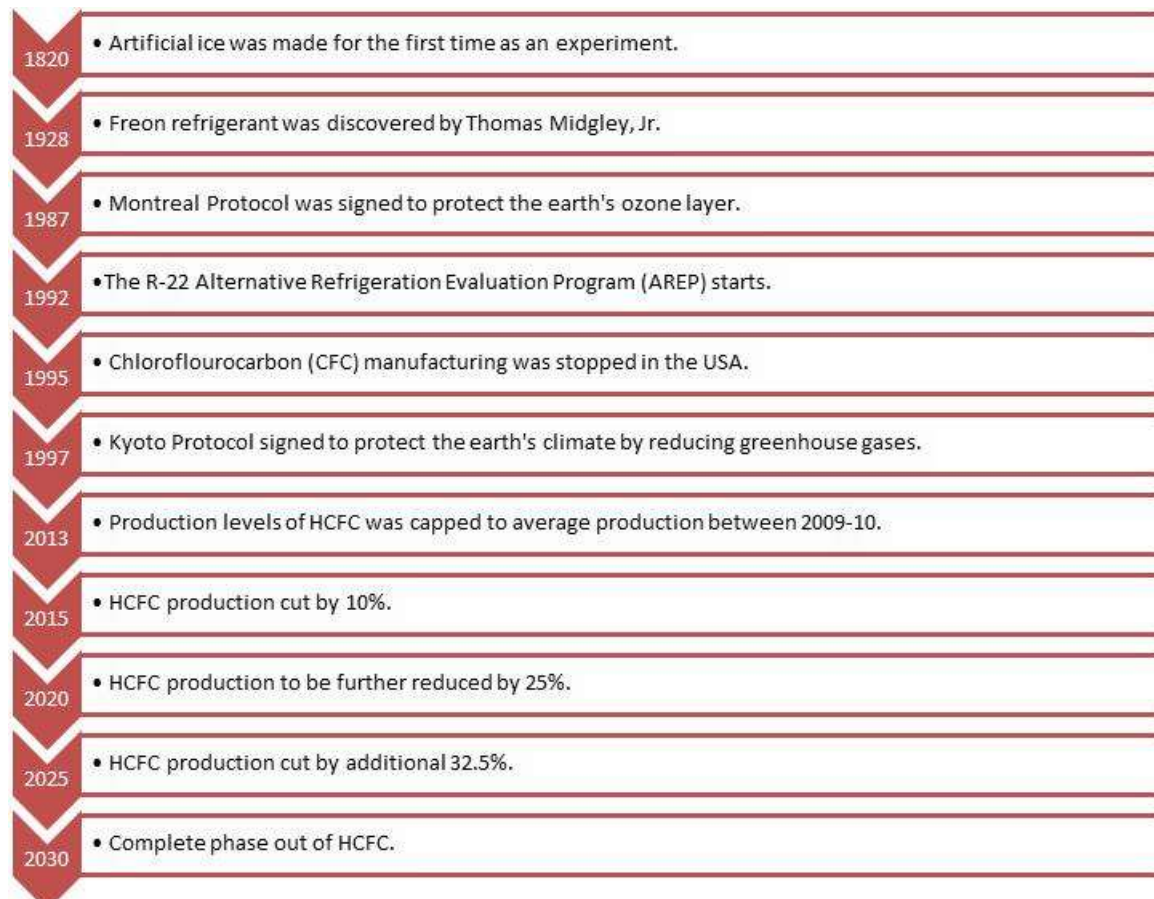 1820
• Artificial ice was made for the first time as an experiment.
1928
• Freon refrigerant was discovered by Thomas Midgley, Jr.
1987
• Montreal Protocol was signed to protect the earth's ozone layer.
1992
•The R-22 Alternative Refrigeration Evaluation Program (AREP) starts.
1995
• Chloroflourocarbon (CFC) manufacturing was stopped in the USA.
1997
• Kyoto Protocol signed to protect the earth's climate by reducing greenhouse gases.
2013
• Production levels of HCFC was capped to average production between 2009-10.
2015
• HCFC production cut by 10%.
2020
• HCFC production to be further reduced by 25%.
2025
• HCFC production cut by additional 32.5%.
2030
• Complete phase out of HCFC.